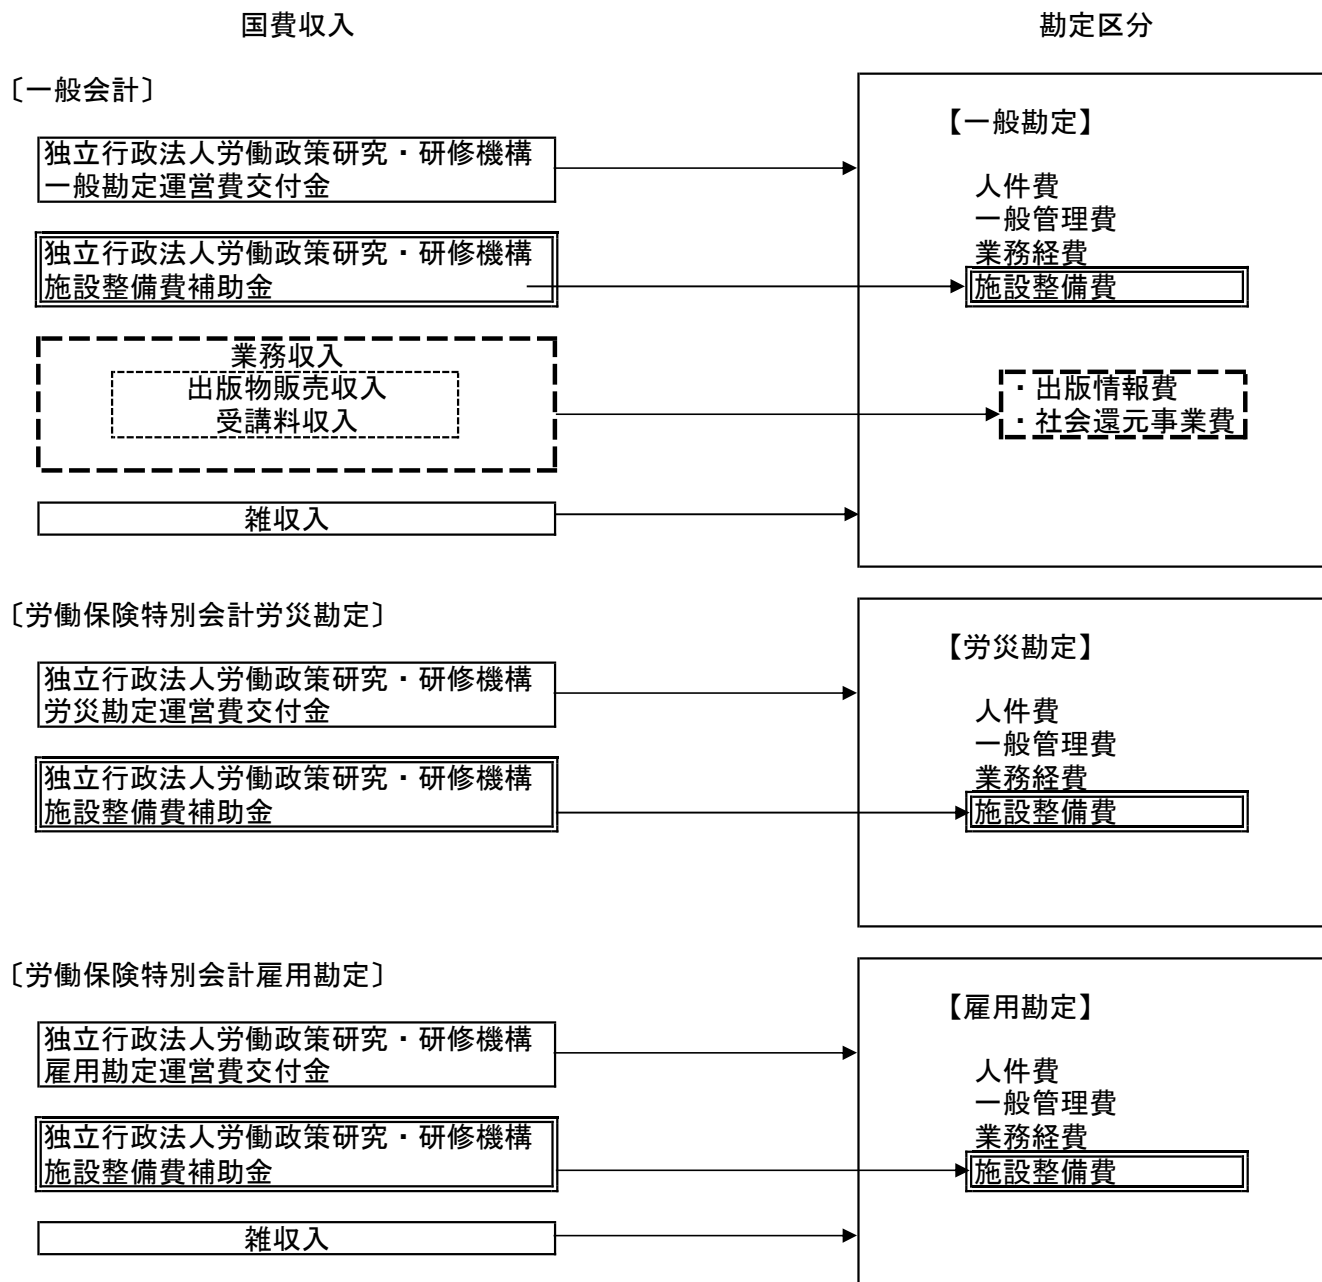 国費収入
勘定区分
〔一般会計〕
【一般勘定】
独立行政法人労働政策研究・研修機構
一般勘定運営費交付金
人件費
一般管理費
業務経費
施設整備費
独立行政法人労働政策研究・研修機構
施設整備費補助金
業務収入
出版物販売収入
受講料収入
・出版情報費
・社会還元事業費
雑収入
〔労働保険特別会計労災勘定〕
【労災勘定】
独立行政法人労働政策研究・研修機構
労災勘定運営費交付金
人件費
一般管理費
業務経費
施設整備費
独立行政法人労働政策研究・研修機構
施設整備費補助金
〔労働保険特別会計雇用勘定〕
【雇用勘定】
独立行政法人労働政策研究・研修機構
雇用勘定運営費交付金
人件費
一般管理費
業務経費
施設整備費
独立行政法人労働政策研究・研修機構
施設整備費補助金
雑収入